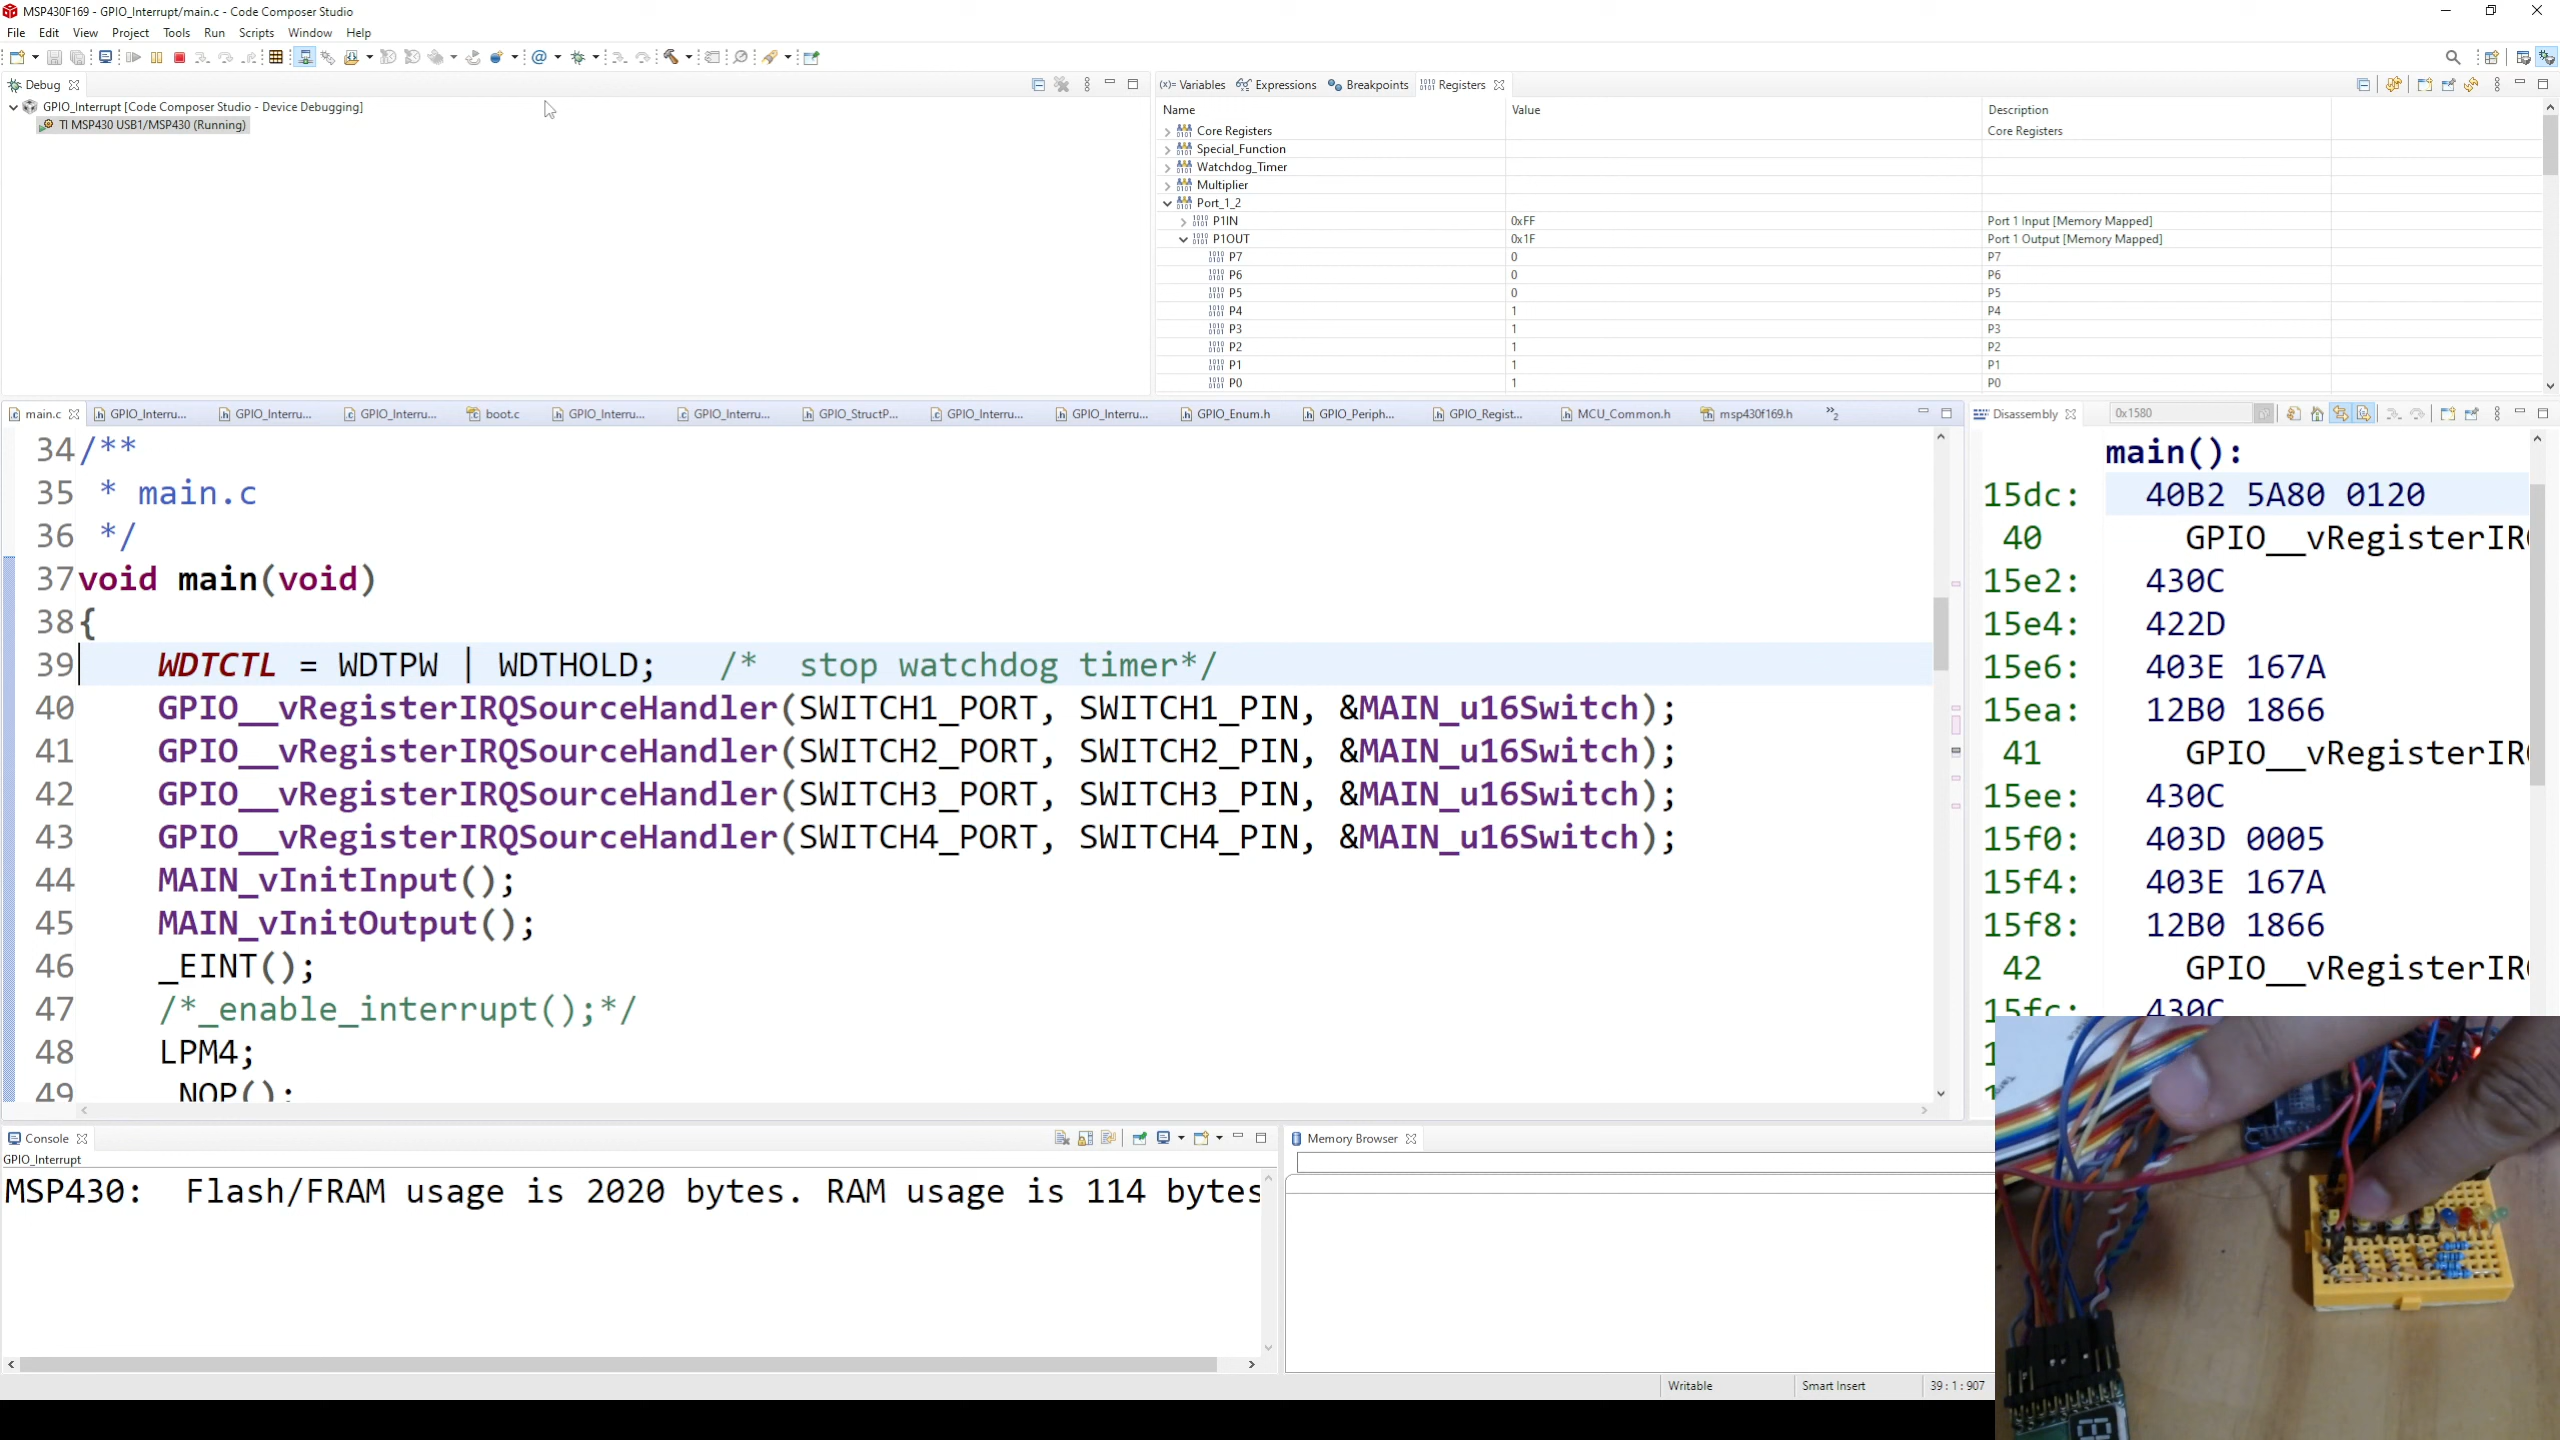 MSP430F169 - GPIO_Interrupt/main.c - Code Composer Studio
File Edit View Project Tools Run Scripts Window Help
Debug
GPIO_Interrupt [Code Composer Studio - Device Debugging]
TI MSP430 USB1/MSP430 (Running)
(x)= Variables Expressions Breakpoints Registers
Name Value Description
Core Registers Core Registers
Special_Function
Watchdog_Timer
Multiplier
Port_1_2
P1IN 0xFF Port 1 Input [Memory Mapped]
P1OUT 0x1F Port 1 Output [Memory Mapped]
P7 0 P7
P6 0 P6
P5 0 P5
P4 1 P4
P3 1 P3
P2 1 P2
P1 1 P1
P0 1 P0
main.c GPIO_Interru... GPIO_Interru... GPIO_Interru... boot.c GPIO_Interru... GPIO_Interru... GPIO_StructP... GPIO_Interru... GPIO_Interru... GPIO_Enum.h GPIO_Periph... GPIO_Regist... MCU_Common.h msp430f169.h »2
34 /**
35 * main.c
36 */
37 void main(void)
38 {
39 WDTCTL = WDTPW | WDTHOLD; /* stop watchdog timer*/
40 GPIO__vRegisterIRQSourceHandler(SWITCH1_PORT, SWITCH1_PIN, &MAIN_u16Switch);
41 GPIO__vRegisterIRQSourceHandler(SWITCH2_PORT, SWITCH2_PIN, &MAIN_u16Switch);
42 GPIO__vRegisterIRQSourceHandler(SWITCH3_PORT, SWITCH3_PIN, &MAIN_u16Switch);
43 GPIO__vRegisterIRQSourceHandler(SWITCH4_PORT, SWITCH4_PIN, &MAIN_u16Switch);
44 MAIN_vInitInput();
45 MAIN_vInitOutput();
46 _EINT();
47 /*_enable_interrupt();*/
48 LPM4;
49 _NOP();
Disassembly 0x1580
main():
15dc: 40B2 5A80 0120
40 GPIO__vRegisterIR
15e2: 430C
15e4: 422D
15e6: 403E 167A
15ea: 12B0 1866
41 GPIO__vRegisterIR
15ee: 430C
15f0: 403D 0005
15f4: 403E 167A
15f8: 12B0 1866
42 GPIO__vRegisterIR
15fc: 430C
Console
GPIO_Interrupt
MSP430: Flash/FRAM usage is 2020 bytes. RAM usage is 114 bytes
Memory Browser
Writable Smart Insert 39 : 1 : 907